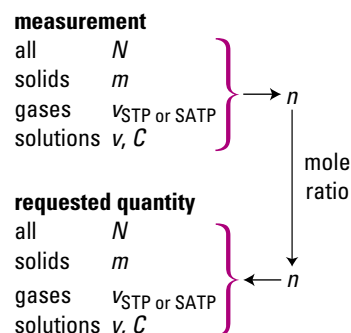 measurement
all N
solids m
gases vSTP or SATP
solutions v, C
n
mole
ratio
requested quantity
all N
solids m
n
gases vSTP or SATP
solutions v, C